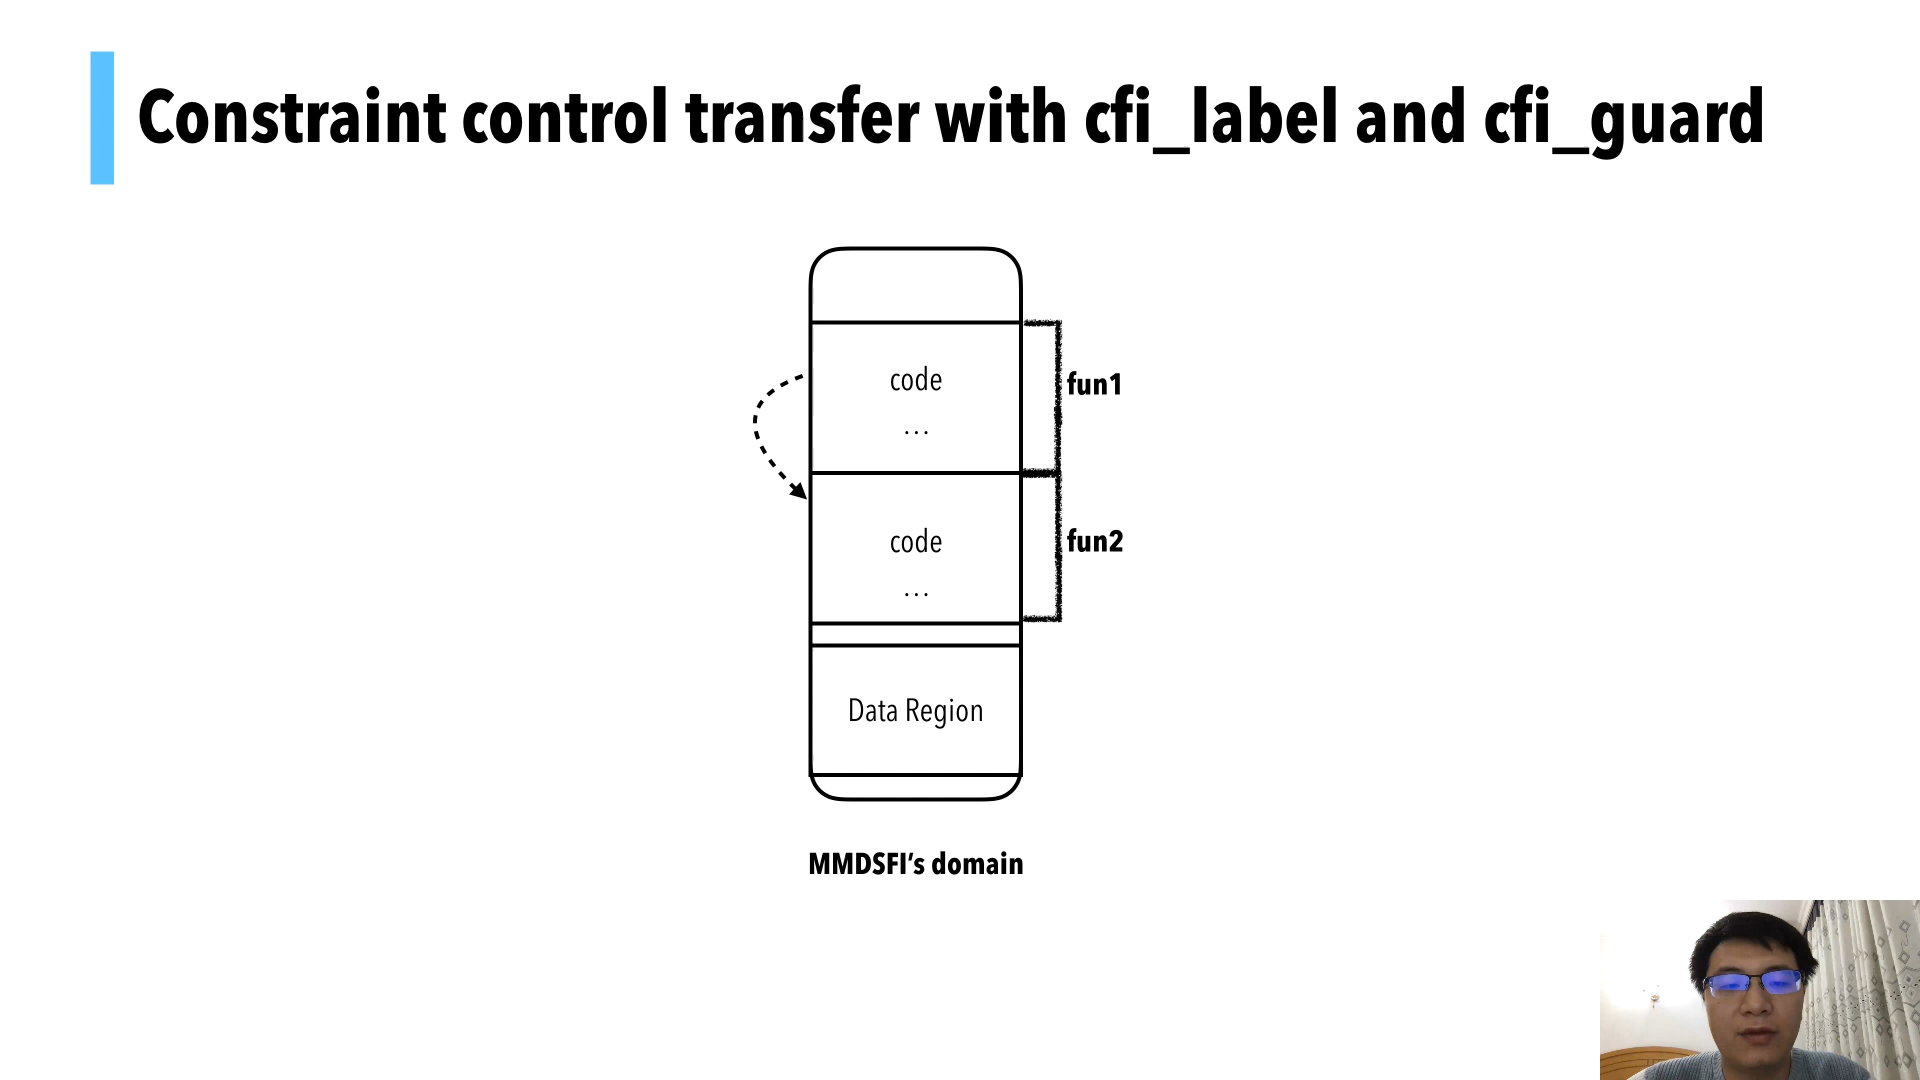 Constraint control transfer with cfi_label and cfi_guard
code
...
fun1
code
...
fun2
Data Region
MMDSFI’s domain